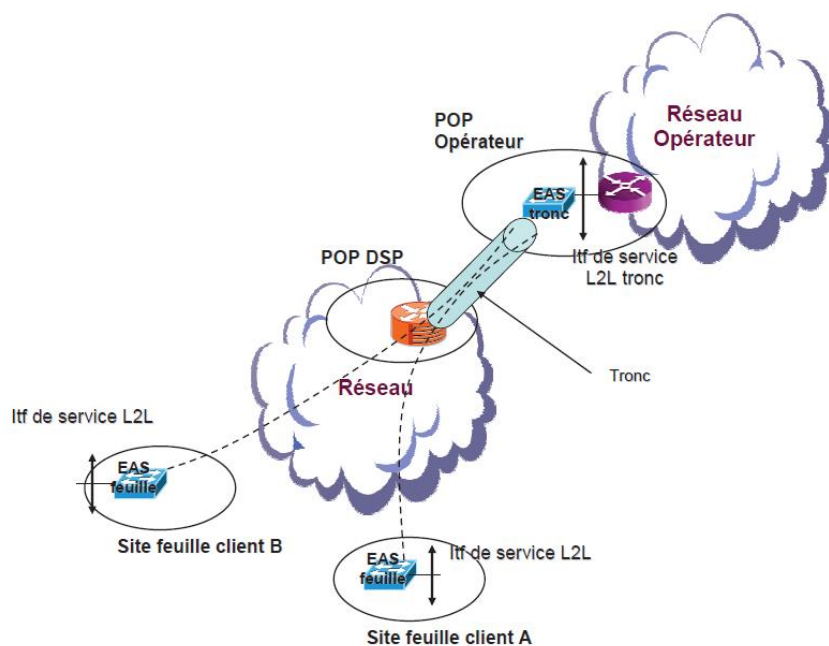 Réseau
Opérateur
POP
Opérateur
EAS
tronc
Itf de service
L2L tronc
POP DSP
Tronc
Réseau
Itf de service L2L
EAS
feuille
Site feuille client B
EAS
feuille
Itf de service L2L
Site feuille client A